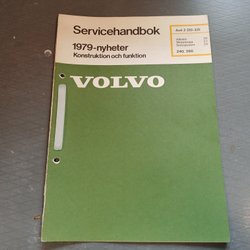 Servicehandbok
1979-nyheter
Konstruktion och funktion
240, 260
VOLVO